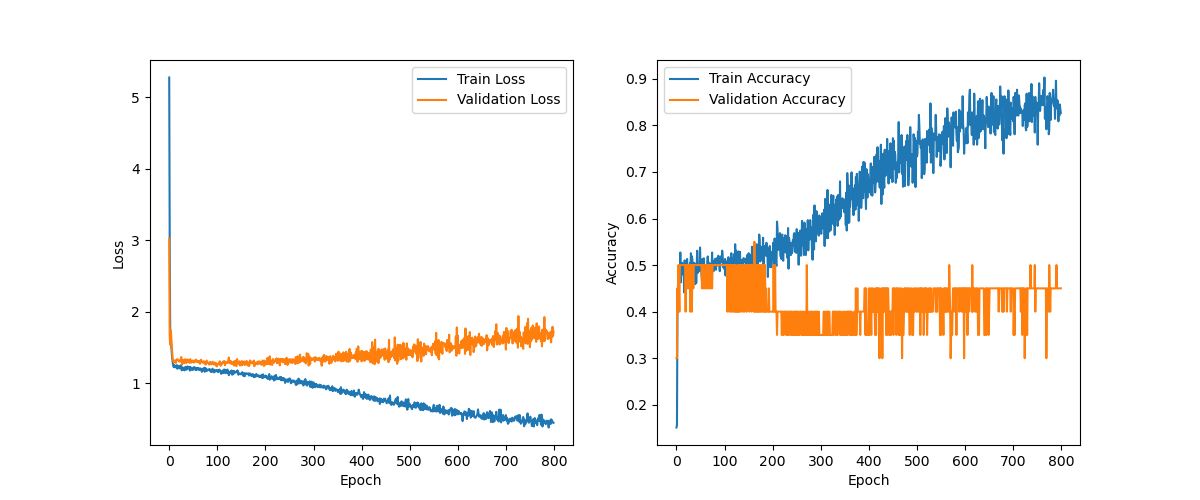 5
4
3
2
1
0 100 200 300 400 500 600 700 800
Loss
Epoch
Train Loss
Validation Loss
0.9
0.8
0.7
0.6
0.5
0.4
0.3
0.2
0 100 200 300 400 500 600 700 800
Accuracy
Epoch
Train Accuracy
Validation Accuracy